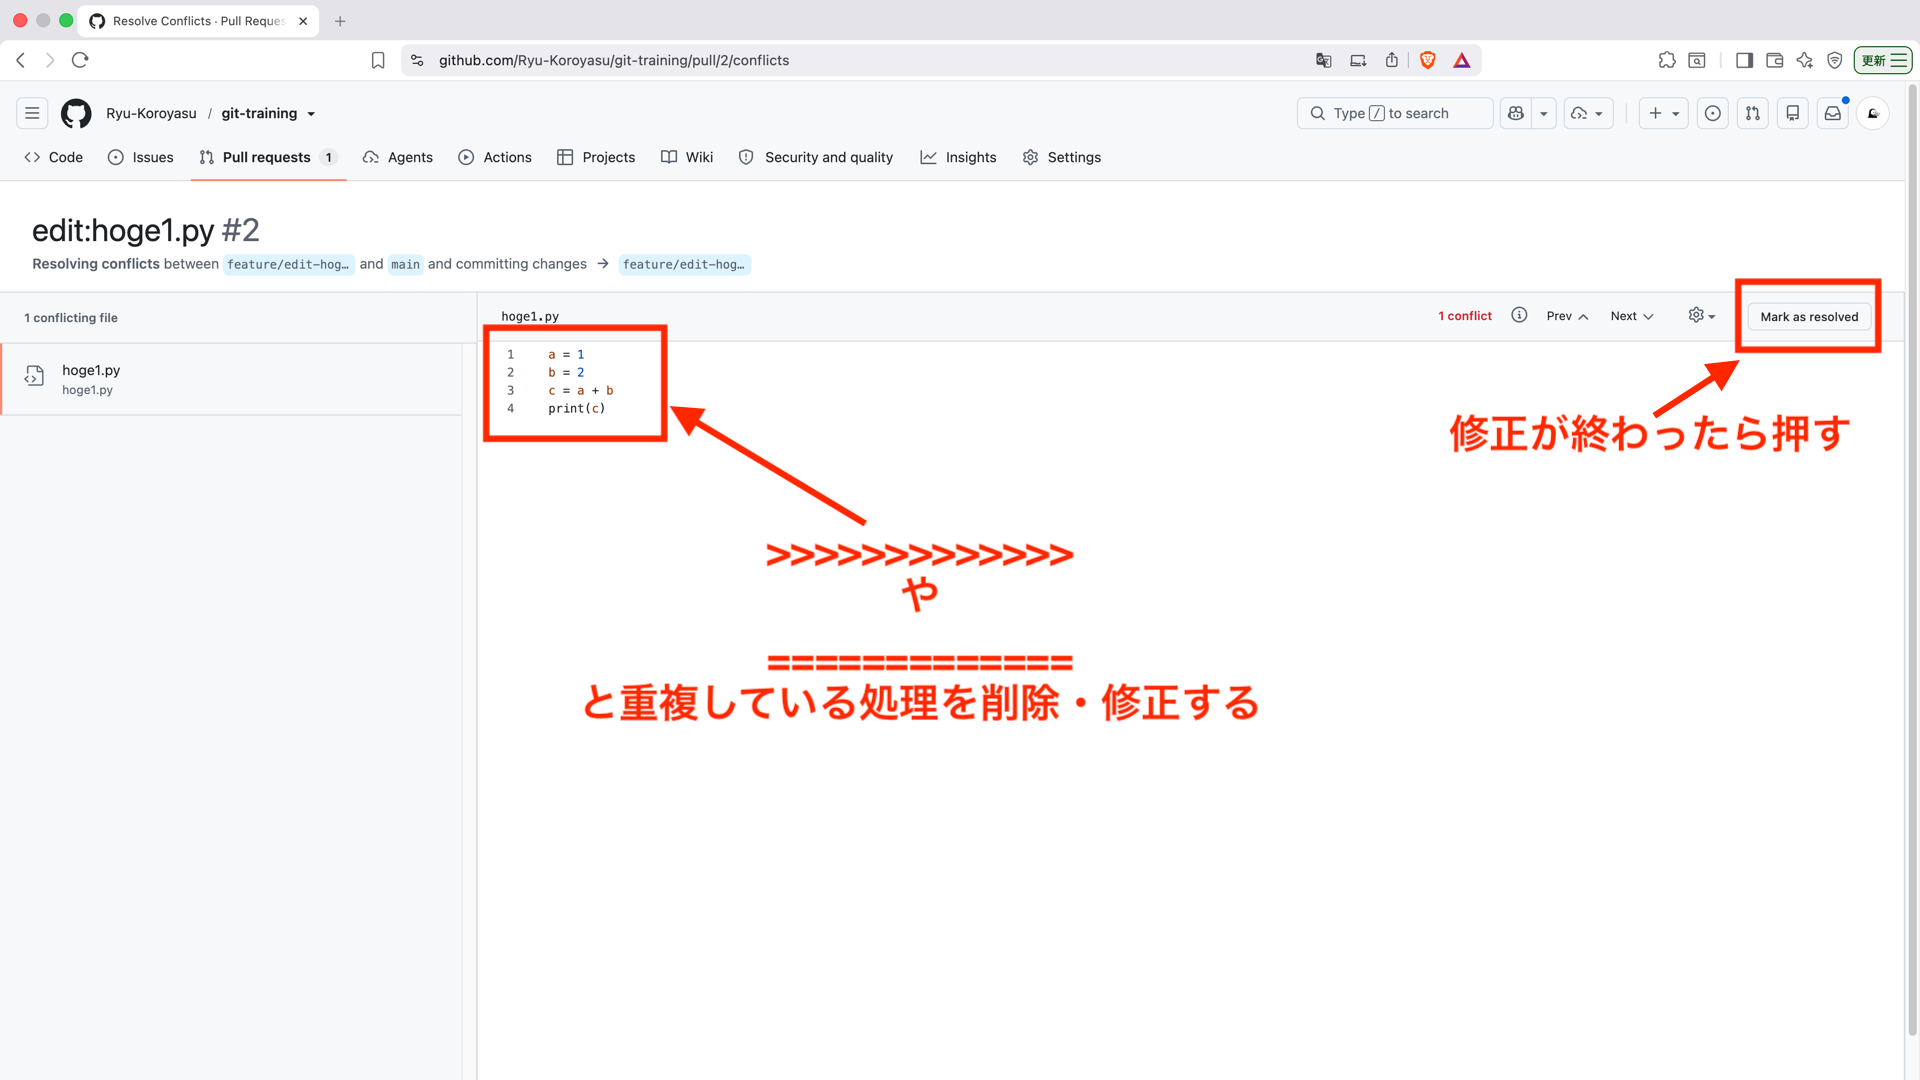 Resolve Conflicts · Pull Reques
github.com/Ryu-Koroyasu/git-training/pull/2/conflicts
更新
Ryu-Koroyasu / git-training
Type / to search
Code
Issues
Pull requests 1
Agents
Actions
Projects
Wiki
Security and quality
Insights
Settings
edit:hoge1.py #2
Resolving conflicts between feature/edit-hog… and main and committing changes → feature/edit-hog…
1 conflicting file
hoge1.py
hoge1.py
hoge1.py
1 conflict
Prev
Next
Mark as resolved
1 a = 1
2 b = 2
3 c = a + b
4 print(c)
修正が終わったら押す
>>>>>>>>>>>>>
や
=============
と重複している処理を削除・修正する